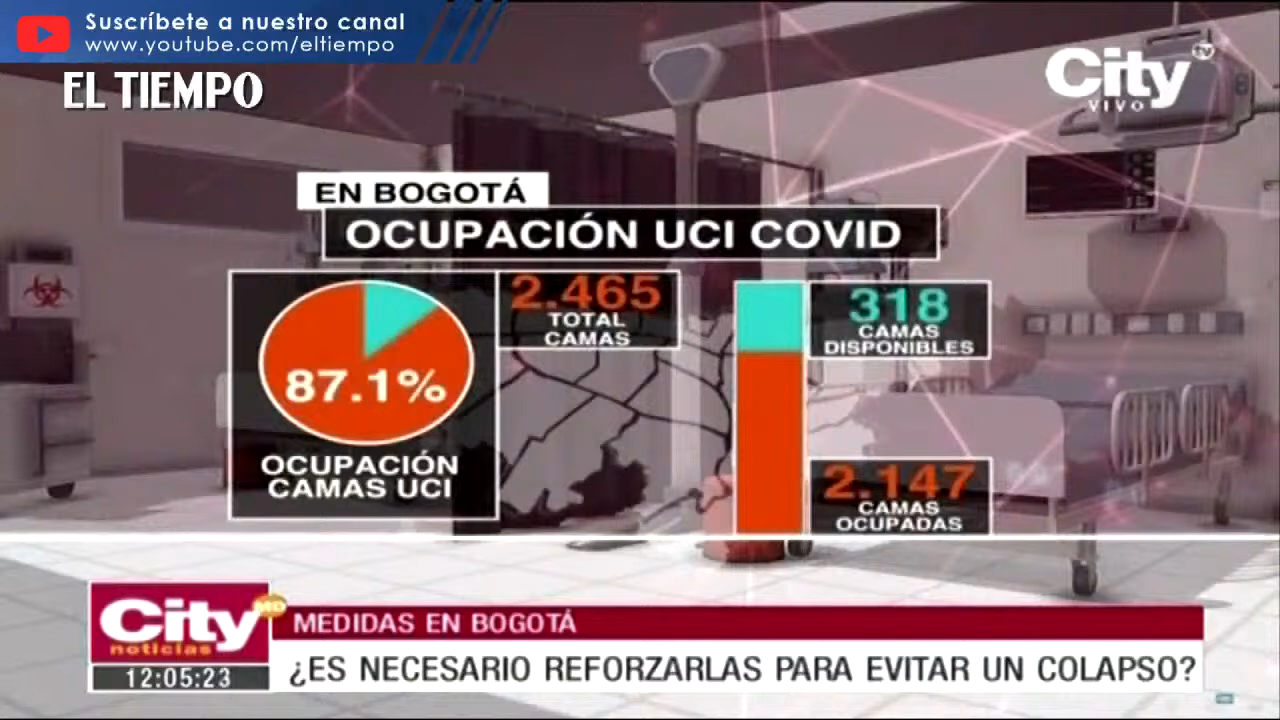 Suscríbete a nuestro canal
www.youtube.com/eltiempo
EL TIEMPO
City tv
VIVO
EN BOGOTÁ
OCUPACIÓN UCI COVID
87.1%
OCUPACIÓN
CAMAS UCI
2.465
TOTAL
CAMAS
318
CAMAS
DISPONIBLES
2.147
CAMAS
OCUPADAS
City MD
noticias
12:05:23
MEDIDAS EN BOGOTÁ
¿ES NECESARIO REFORZARLAS PARA EVITAR UN COLAPSO?